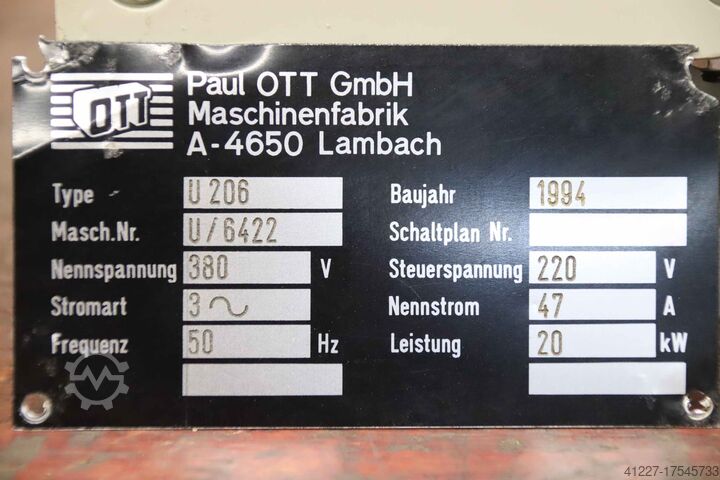 OTT
Paul OTT GmbH
Maschinenfabrik
A-4650 Lambach
Type U 206 Baujahr 1994
Masch.Nr. U/6422 Schaltplan Nr.
Nennspannung 380 V Steuerspannung 220 V
Stromart 3~ Nennstrom 47 A
Frequenz 50 Hz Leistung 20 kW
41227-17545733